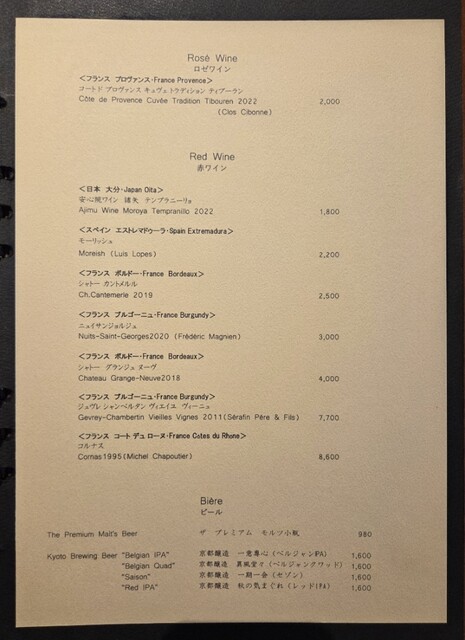 Rosé Wine
ロゼワイン
<フランス プロヴァンス・France Provence>
コートド プロヴァンス キュヴェ トラディション ティブーラン
Côte de Provence Cuvée Tradition Tibouren 2022 2,000
(Clos Cibonne)
Red Wine
赤ワイン
<日本 大分・Japan Oita>
安心院ワイン 諸矢 テンプラニーリョ
Ajimu Wine Moroya Tempranillo 2022 1,800
<スペイン エストレマドゥーラ・Spain Extremadura>
モーリッシュ
Moreish (Luis Lopes) 2,200
<フランス ボルドー・France Bordeaux>
シャトー カントメルル
Ch.Cantemerle 2019 2,500
<フランス ブルゴーニュ・France Burgundy>
ニュイサンジョルジュ
Nuits-Saint-Georges2020 (Frédéric Magnien) 3,000
<フランス ボルドー・France Bordeaux>
シャトー グランジュ ヌーヴ
Chateau Grange-Neuve2018 4,000
<フランス ブルゴーニュ・France Burgundy>
ジュヴレ シャンベルタン ヴィエイユ ヴィーニュ
Gevrey-Chambertin Vieilles Vignes 2011(Sérafin Père & Fils) 7,700
<フランス コート デュ ローヌ・France Cotes du Rhone>
コルナス
Cornas1995(Michel Chapoutier) 8,600
Bière
ビール
The Premium Malt's Beer ザ プレミアム モルツ小瓶 980
Kyoto Brewing Beer "Belgian IPA" 京都醸造 一意専心(ベルジャンIPA) 1,600
"Belgian Quad" 京都醸造 異風堂々(ベルジャンクワッド) 1,600
"Saison" 京都醸造 一期一会(セゾン) 1,600
"Red IPA" 京都醸造 秋の気まぐれ(レッドIPA) 1,600